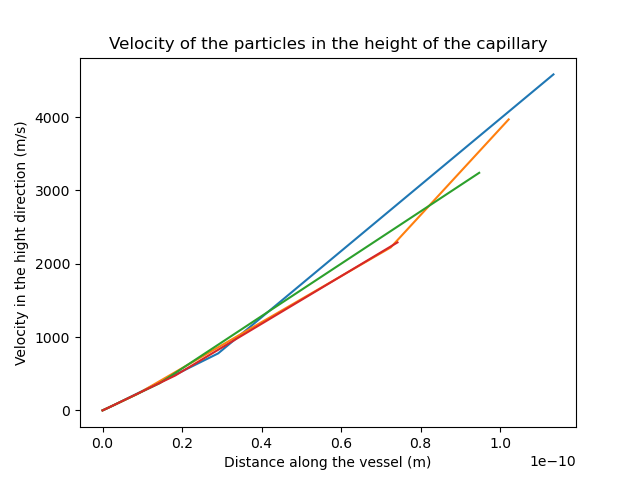 Velocity of the particles in the height of the capillary
Velocity in the hight direction (m/s)
4000
3000
2000
1000
0
0.0 0.2 0.4 0.6 0.8 1.0
Distance along the vessel (m)
1e−10